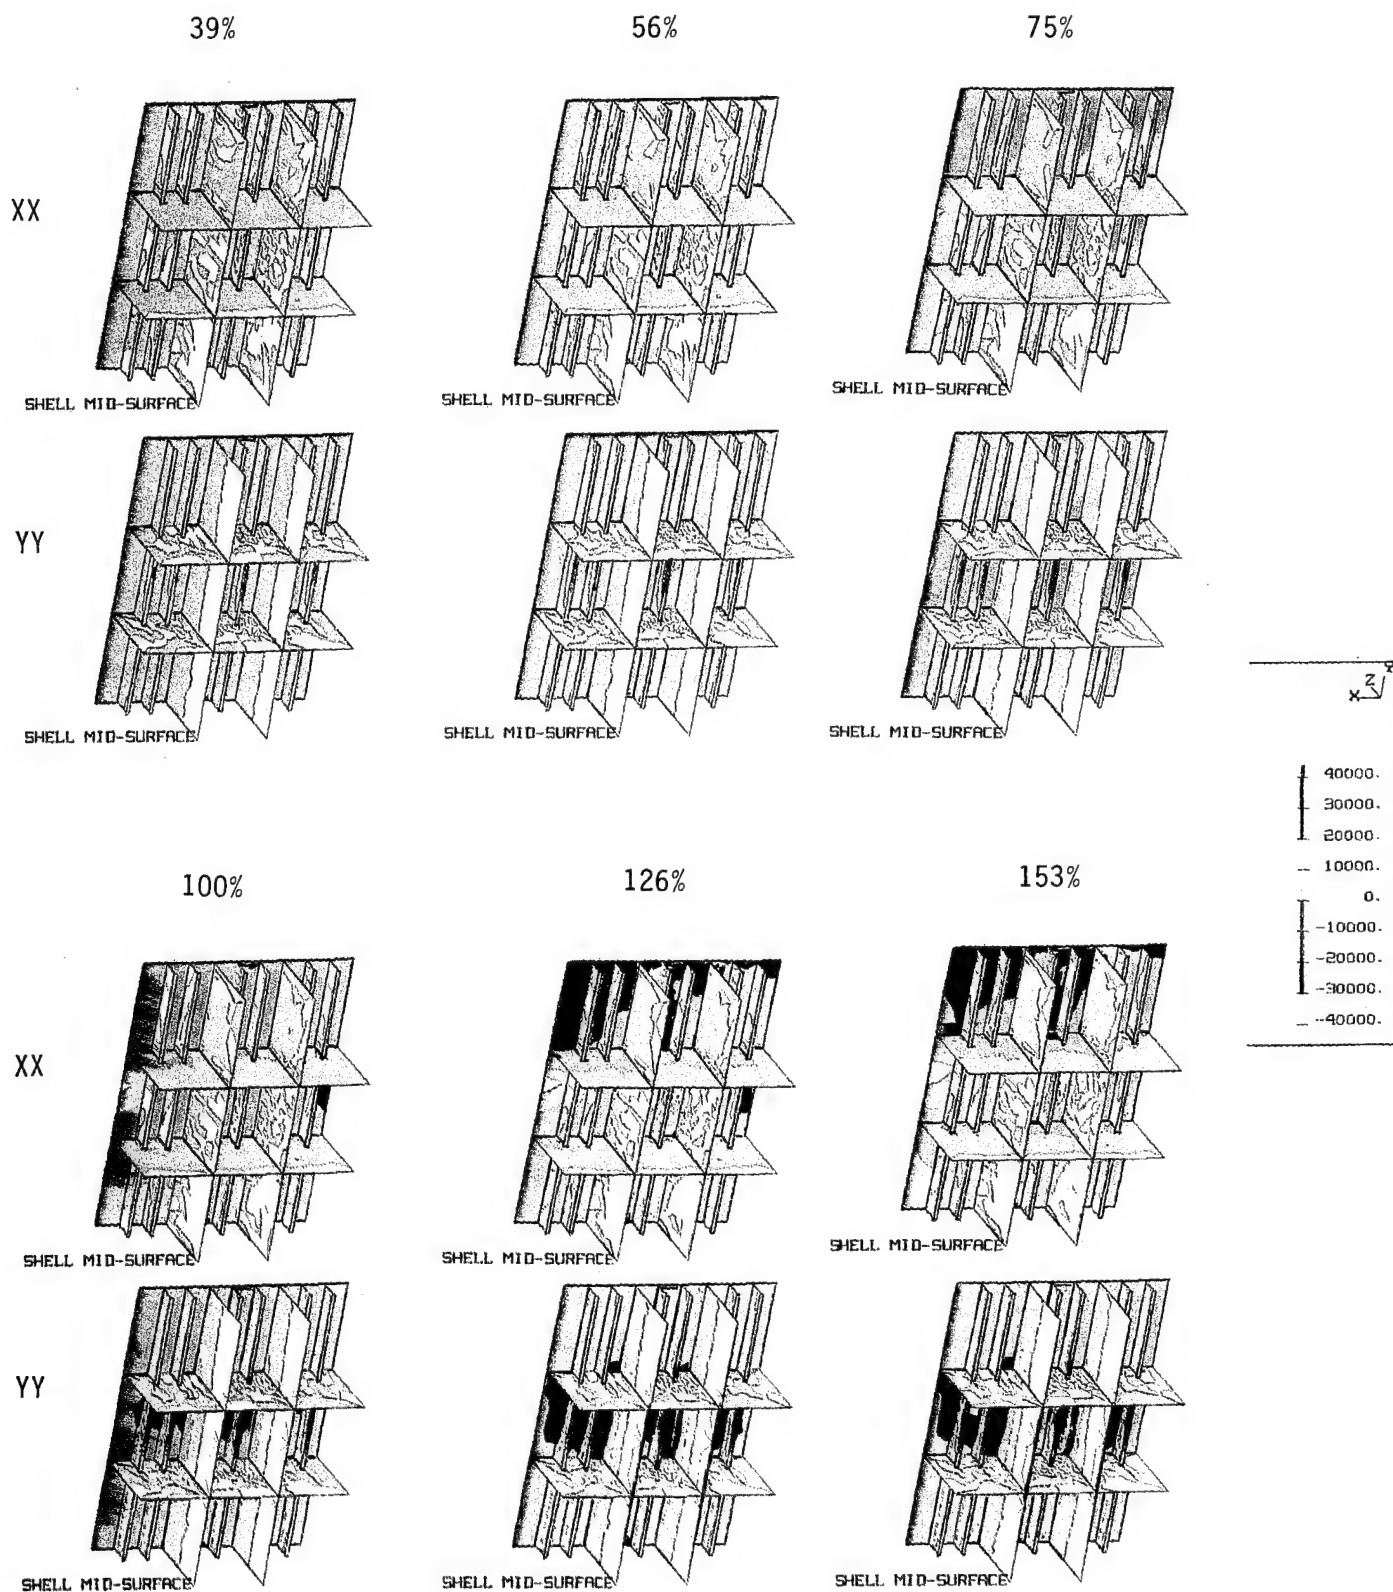 39% 56% 75%
XX
SHELL MID-SURFACE SHELL MID-SURFACE SHELL MID-SURFACE
YY
SHELL MID-SURFACE SHELL MID-SURFACE SHELL MID-SURFACE
Y
Z
X
40000.
30000.
20000.
10000.
0.
-10000.
-20000.
-30000.
-40000.
100% 126% 153%
XX
SHELL MID-SURFACE SHELL MID-SURFACE SHELL MID-SURFACE
YY
SHELL MID-SURFACE SHELL MID-SURFACE SHELL MID-SURFACE